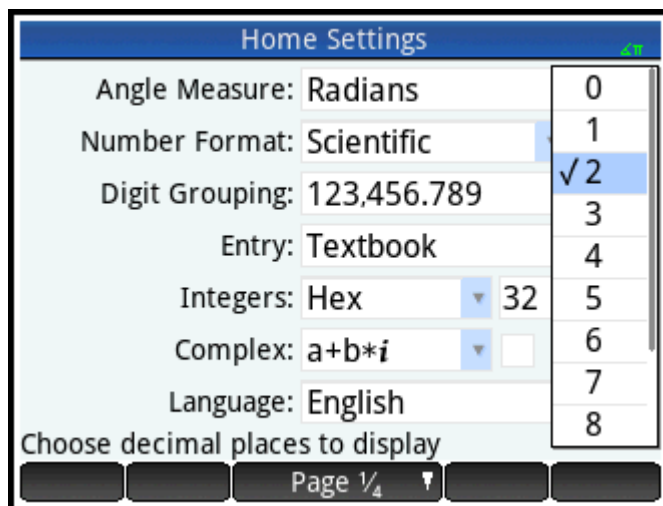 Home Settings
∡π
Angle Measure: Radians
Number Format: Scientific
Digit Grouping: 123,456.789
Entry: Textbook
Integers: Hex 32
Complex: a+b*i
Language: English
0
1
√ 2
3
4
5
6
7
8
Choose decimal places to display
Page 1/4